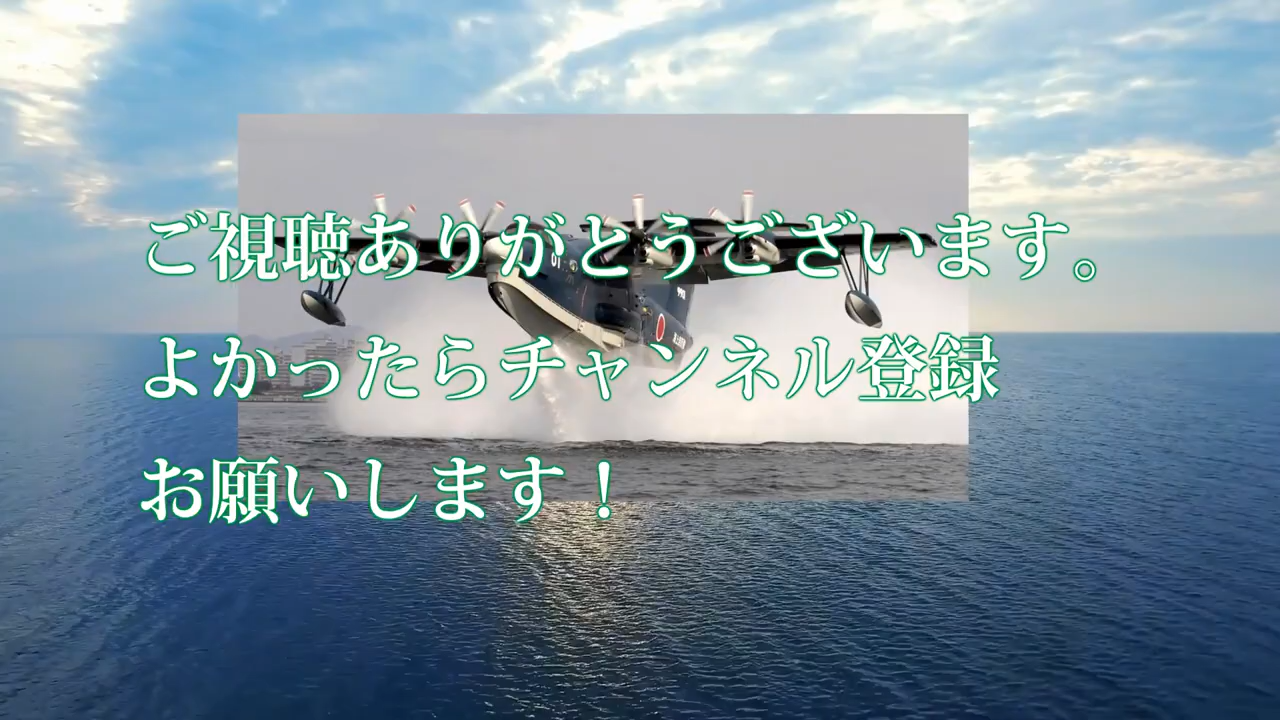 ご視聴ありがとうございます。
よかったらチャンネル登録
お願いします！
01